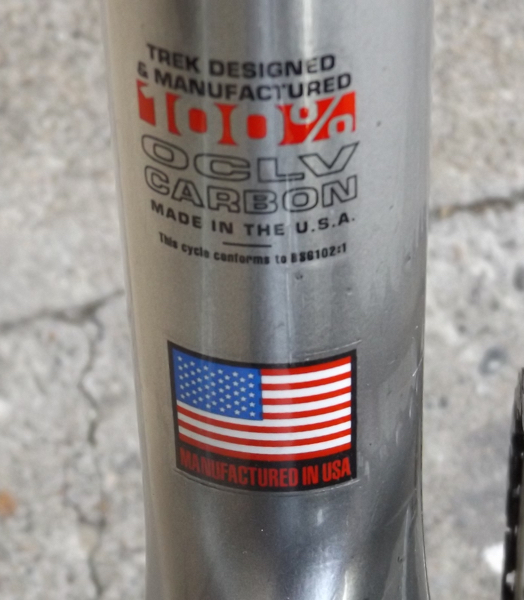 TREK DESIGNED
& MANUFACTURED
100%
OCLV
CARBON
MADE IN THE U.S.A.
This cycle conforms to BS6102:1
MANUFACTURED IN USA